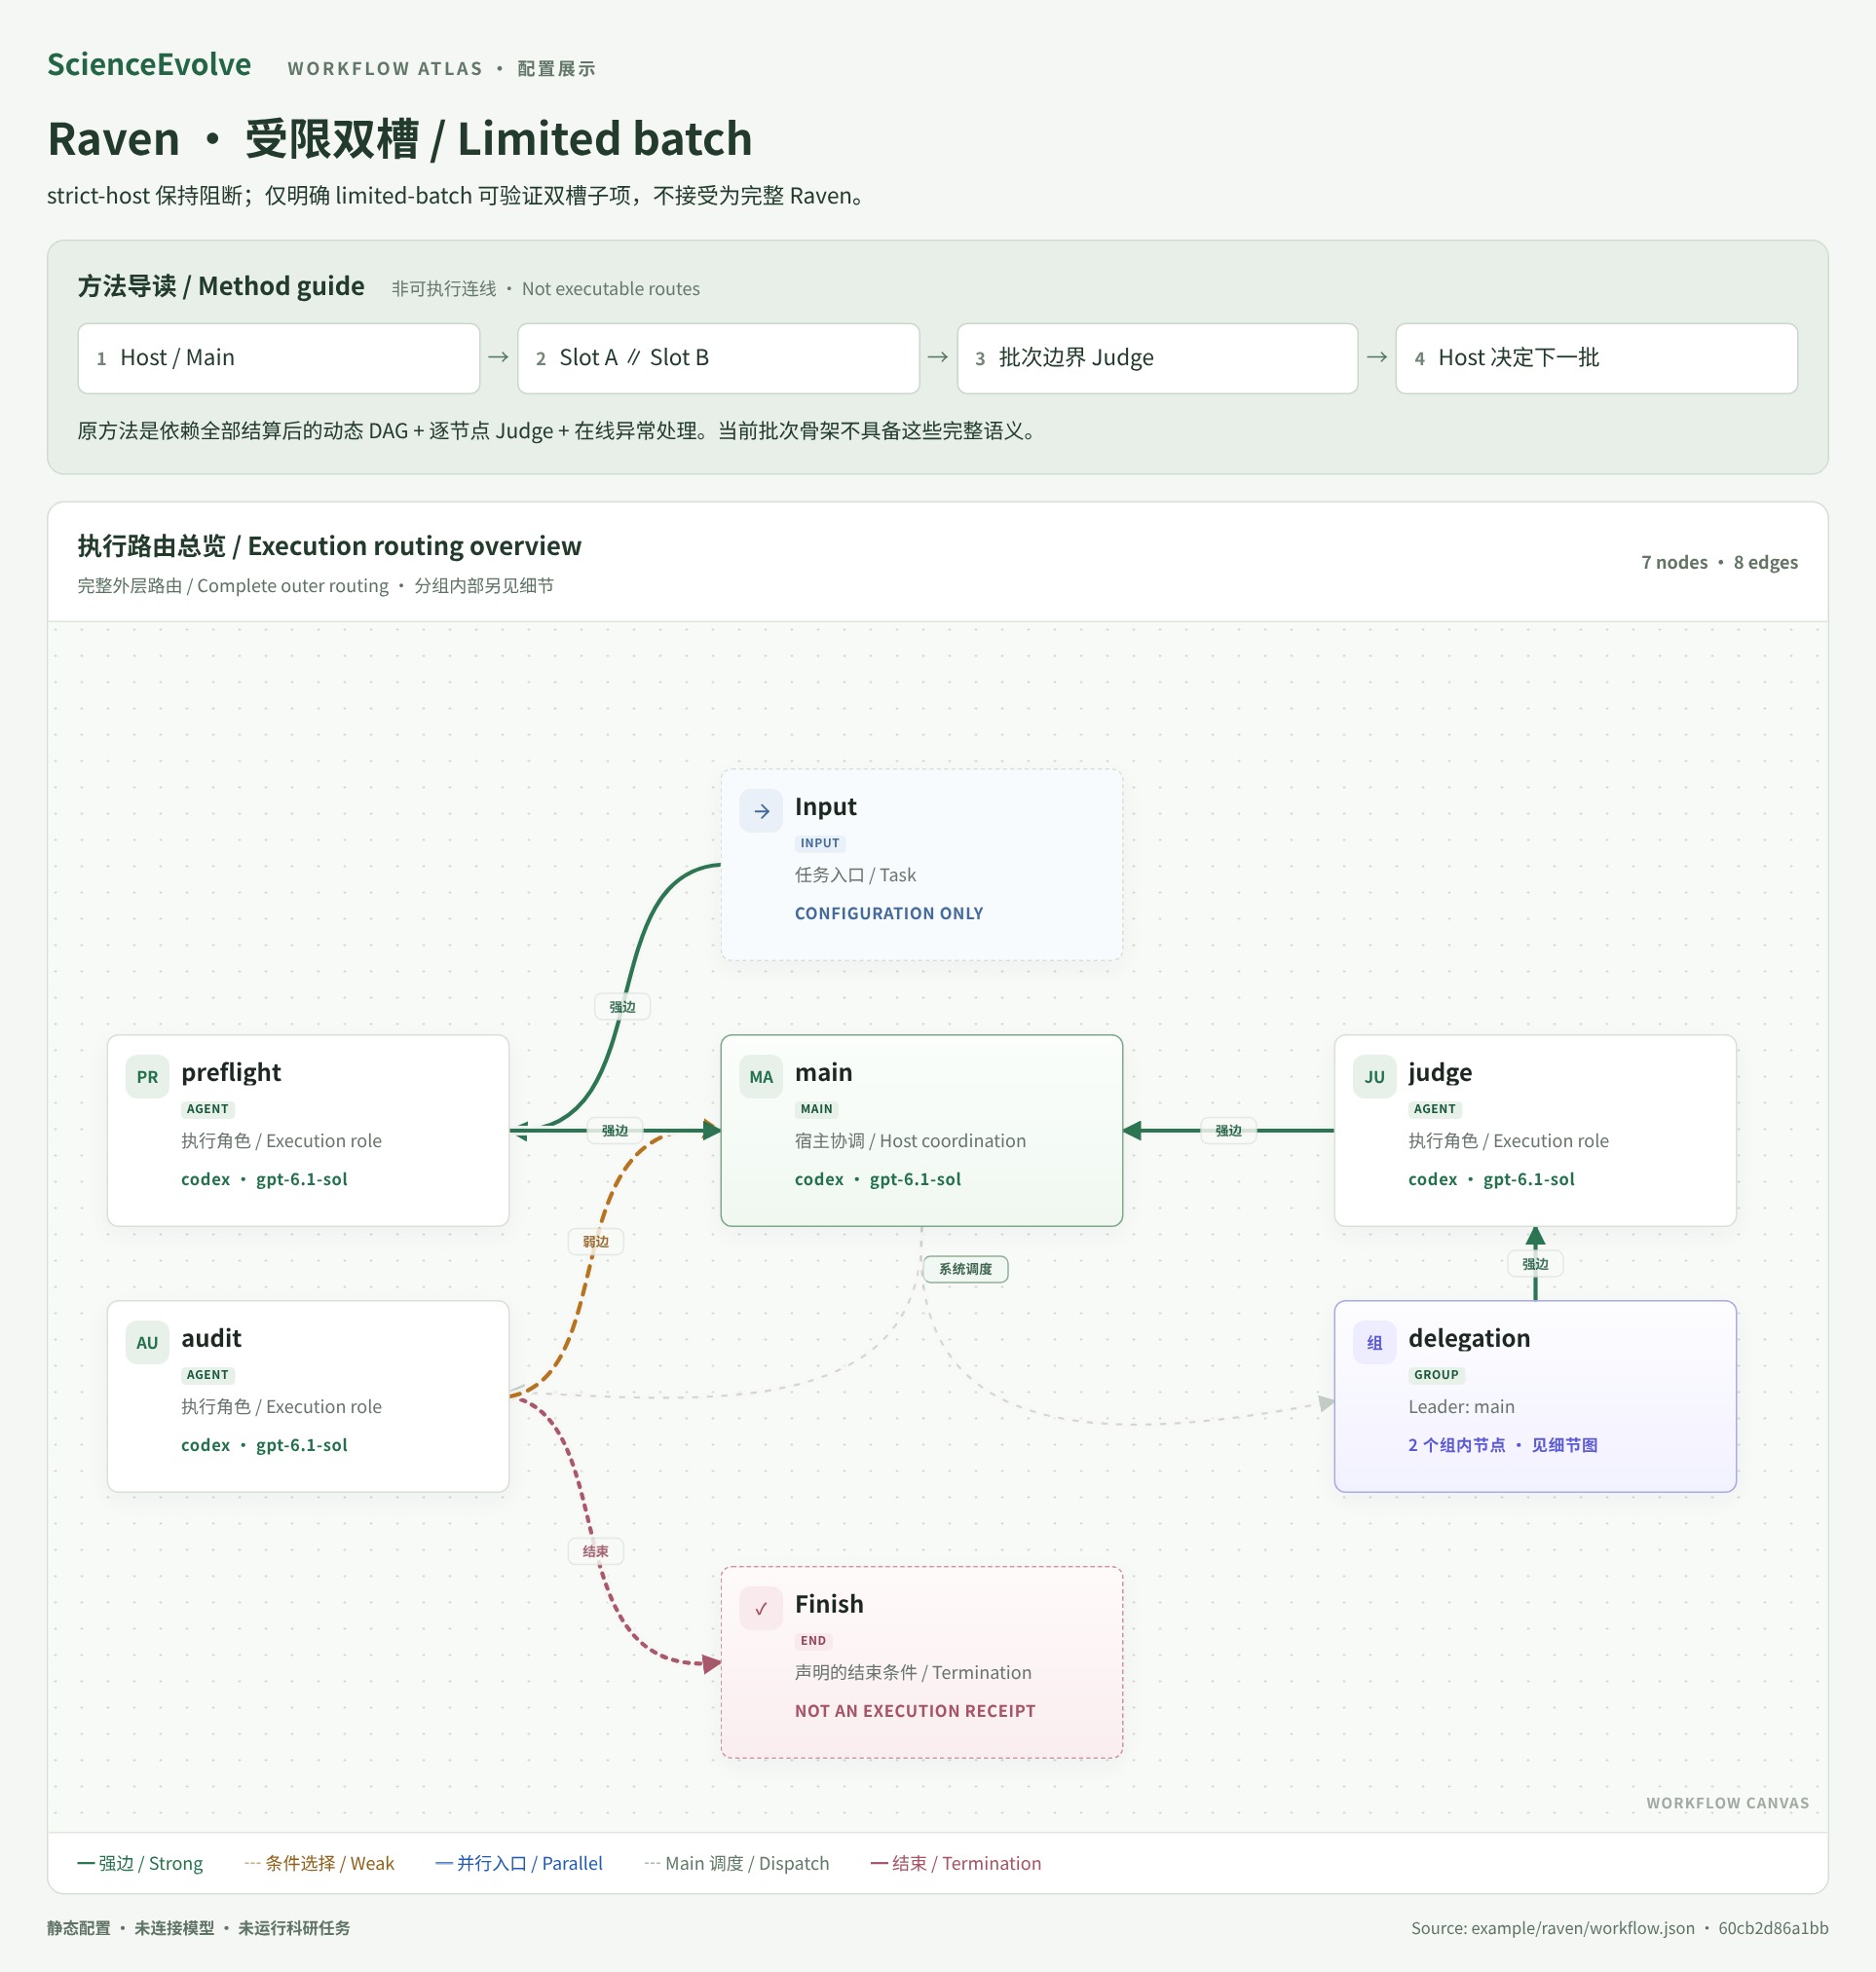 ScienceEvolve WORKFLOW ATLAS · 配置展示
Raven · 受限双槽 / Limited batch
strict-host 保持阻断；仅明确 limited-batch 可验证双槽子项，不接受为完整 Raven。
方法导读 / Method guide 非可执行连线 · Not executable routes
1 Host / Main → 2 Slot A ∥ Slot B → 3 批次边界 Judge → 4 Host 决定下一批
原方法是依赖全部结算后的动态 DAG + 逐节点 Judge + 在线异常处理。当前批次骨架不具备这些完整语义。
执行路由总览 / Execution routing overview
7 nodes · 8 edges
完整外层路由 / Complete outer routing · 分组内部另见细节
→ Input
INPUT
任务入口 / Task
CONFIGURATION ONLY
强边
PR preflight
AGENT
执行角色 / Execution role
codex · gpt-6.1-sol
强边
MA main
MAIN
宿主协调 / Host coordination
codex · gpt-6.1-sol
强边
JU judge
AGENT
执行角色 / Execution role
codex · gpt-6.1-sol
弱边
系统调度
强边
AU audit
AGENT
执行角色 / Execution role
codex · gpt-6.1-sol
组 delegation
GROUP
Leader: main
2 个组内节点 · 见细节图
结束
✓ Finish
END
声明的结束条件 / Termination
NOT AN EXECUTION RECEIPT
WORKFLOW CANVAS
强边 / Strong 条件选择 / Weak 并行入口 / Parallel Main 调度 / Dispatch 结束 / Termination
静态配置 · 未连接模型 · 未运行科研任务
Source: example/raven/workflow.json · 60cb2d86a1bb